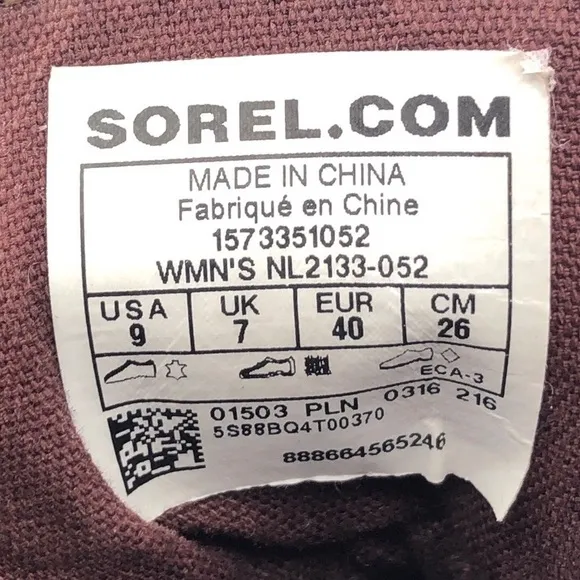 SOREL.COM
MADE IN CHINA
Fabriqué en Chine
1573351052
WMN'S NL2133-052
USA UK EUR CM
9 7 40 26
ECA-3
01503 PLN 0316 216
5S88BQ4T00370
888664565246